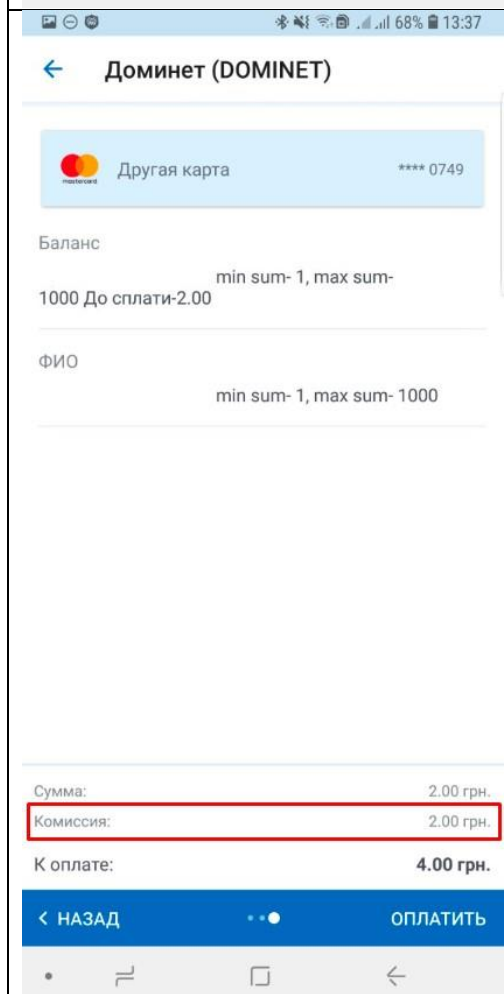 68% 13:37
Доминет (DOMINET)
mastercard
Другая карта
**** 0749
Баланс
min sum- 1, max sum-
1000 До сплати-2.00
ФИО
min sum- 1, max sum- 1000
Сумма: 2.00 грн.
Комиссия: 2.00 грн.
К оплате: 4.00 грн.
< НАЗАД ОПЛАТИТЬ